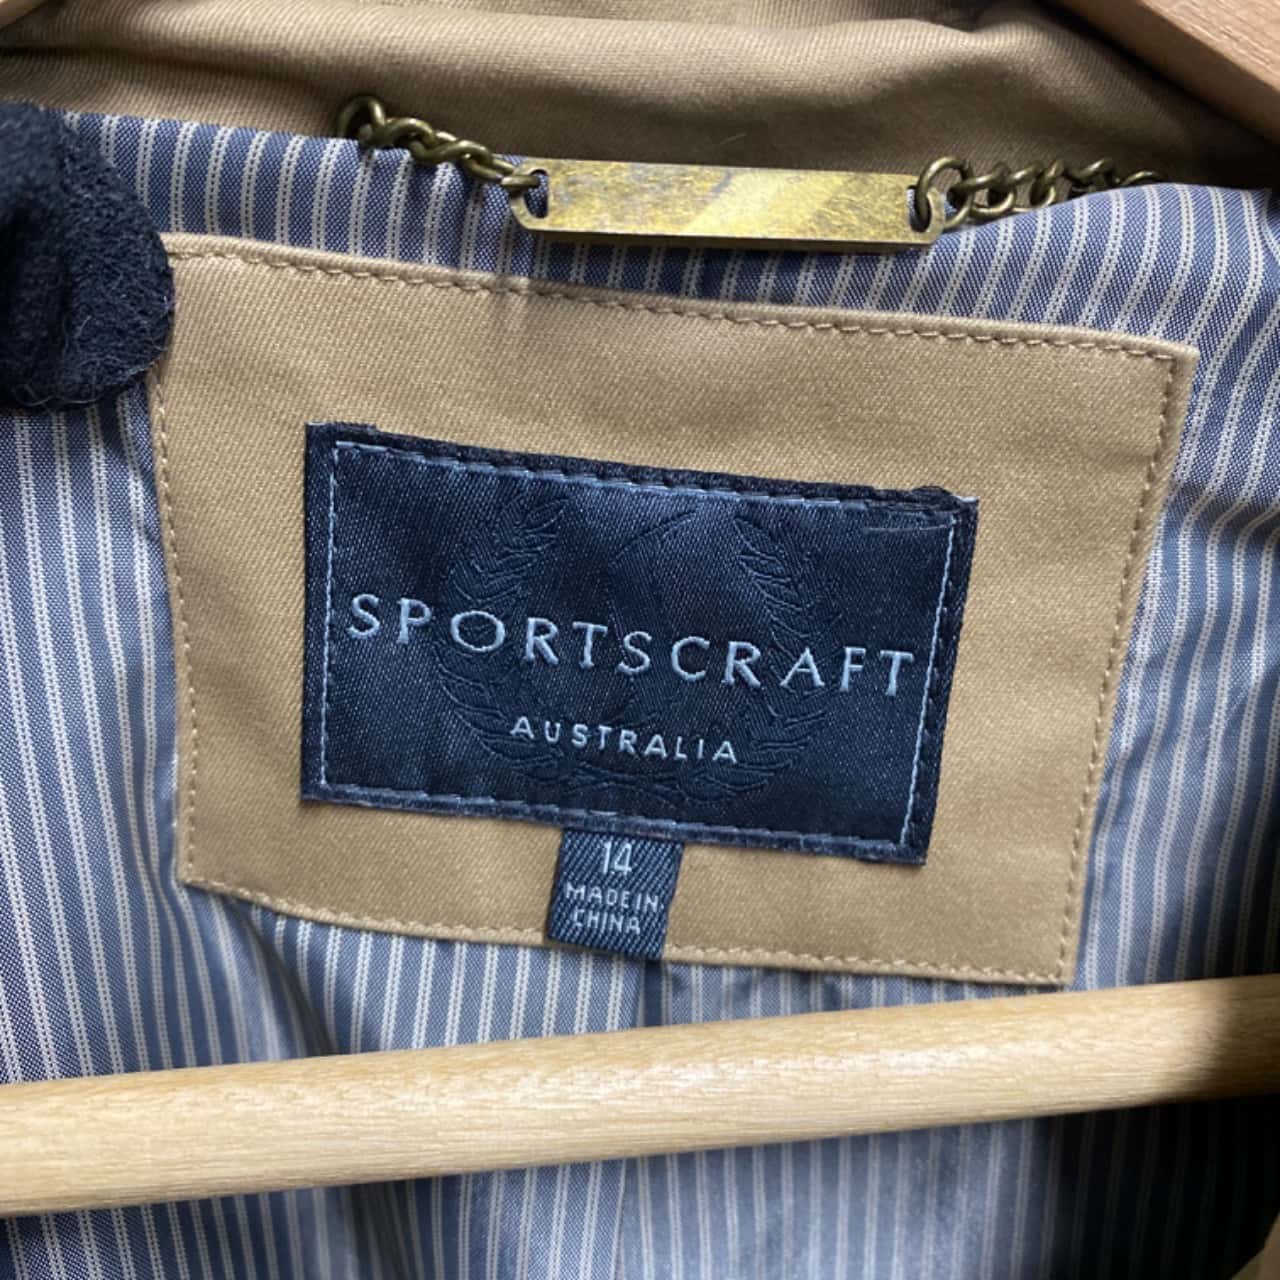 SPORTSCRAFT
AUSTRALIA
14
MADE IN
CHINA